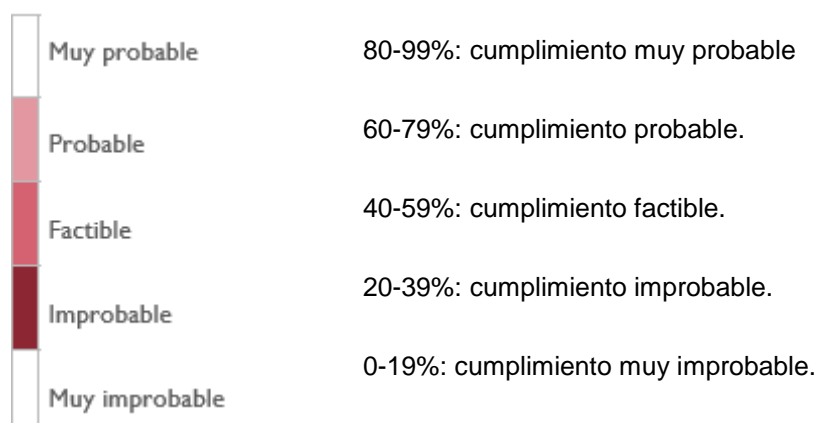 Muy probable
80-99%: cumplimiento muy probable
Probable
60-79%: cumplimiento probable.
Factible
40-59%: cumplimiento factible.
Improbable
20-39%: cumplimiento improbable.
Muy improbable
0-19%: cumplimiento muy improbable.